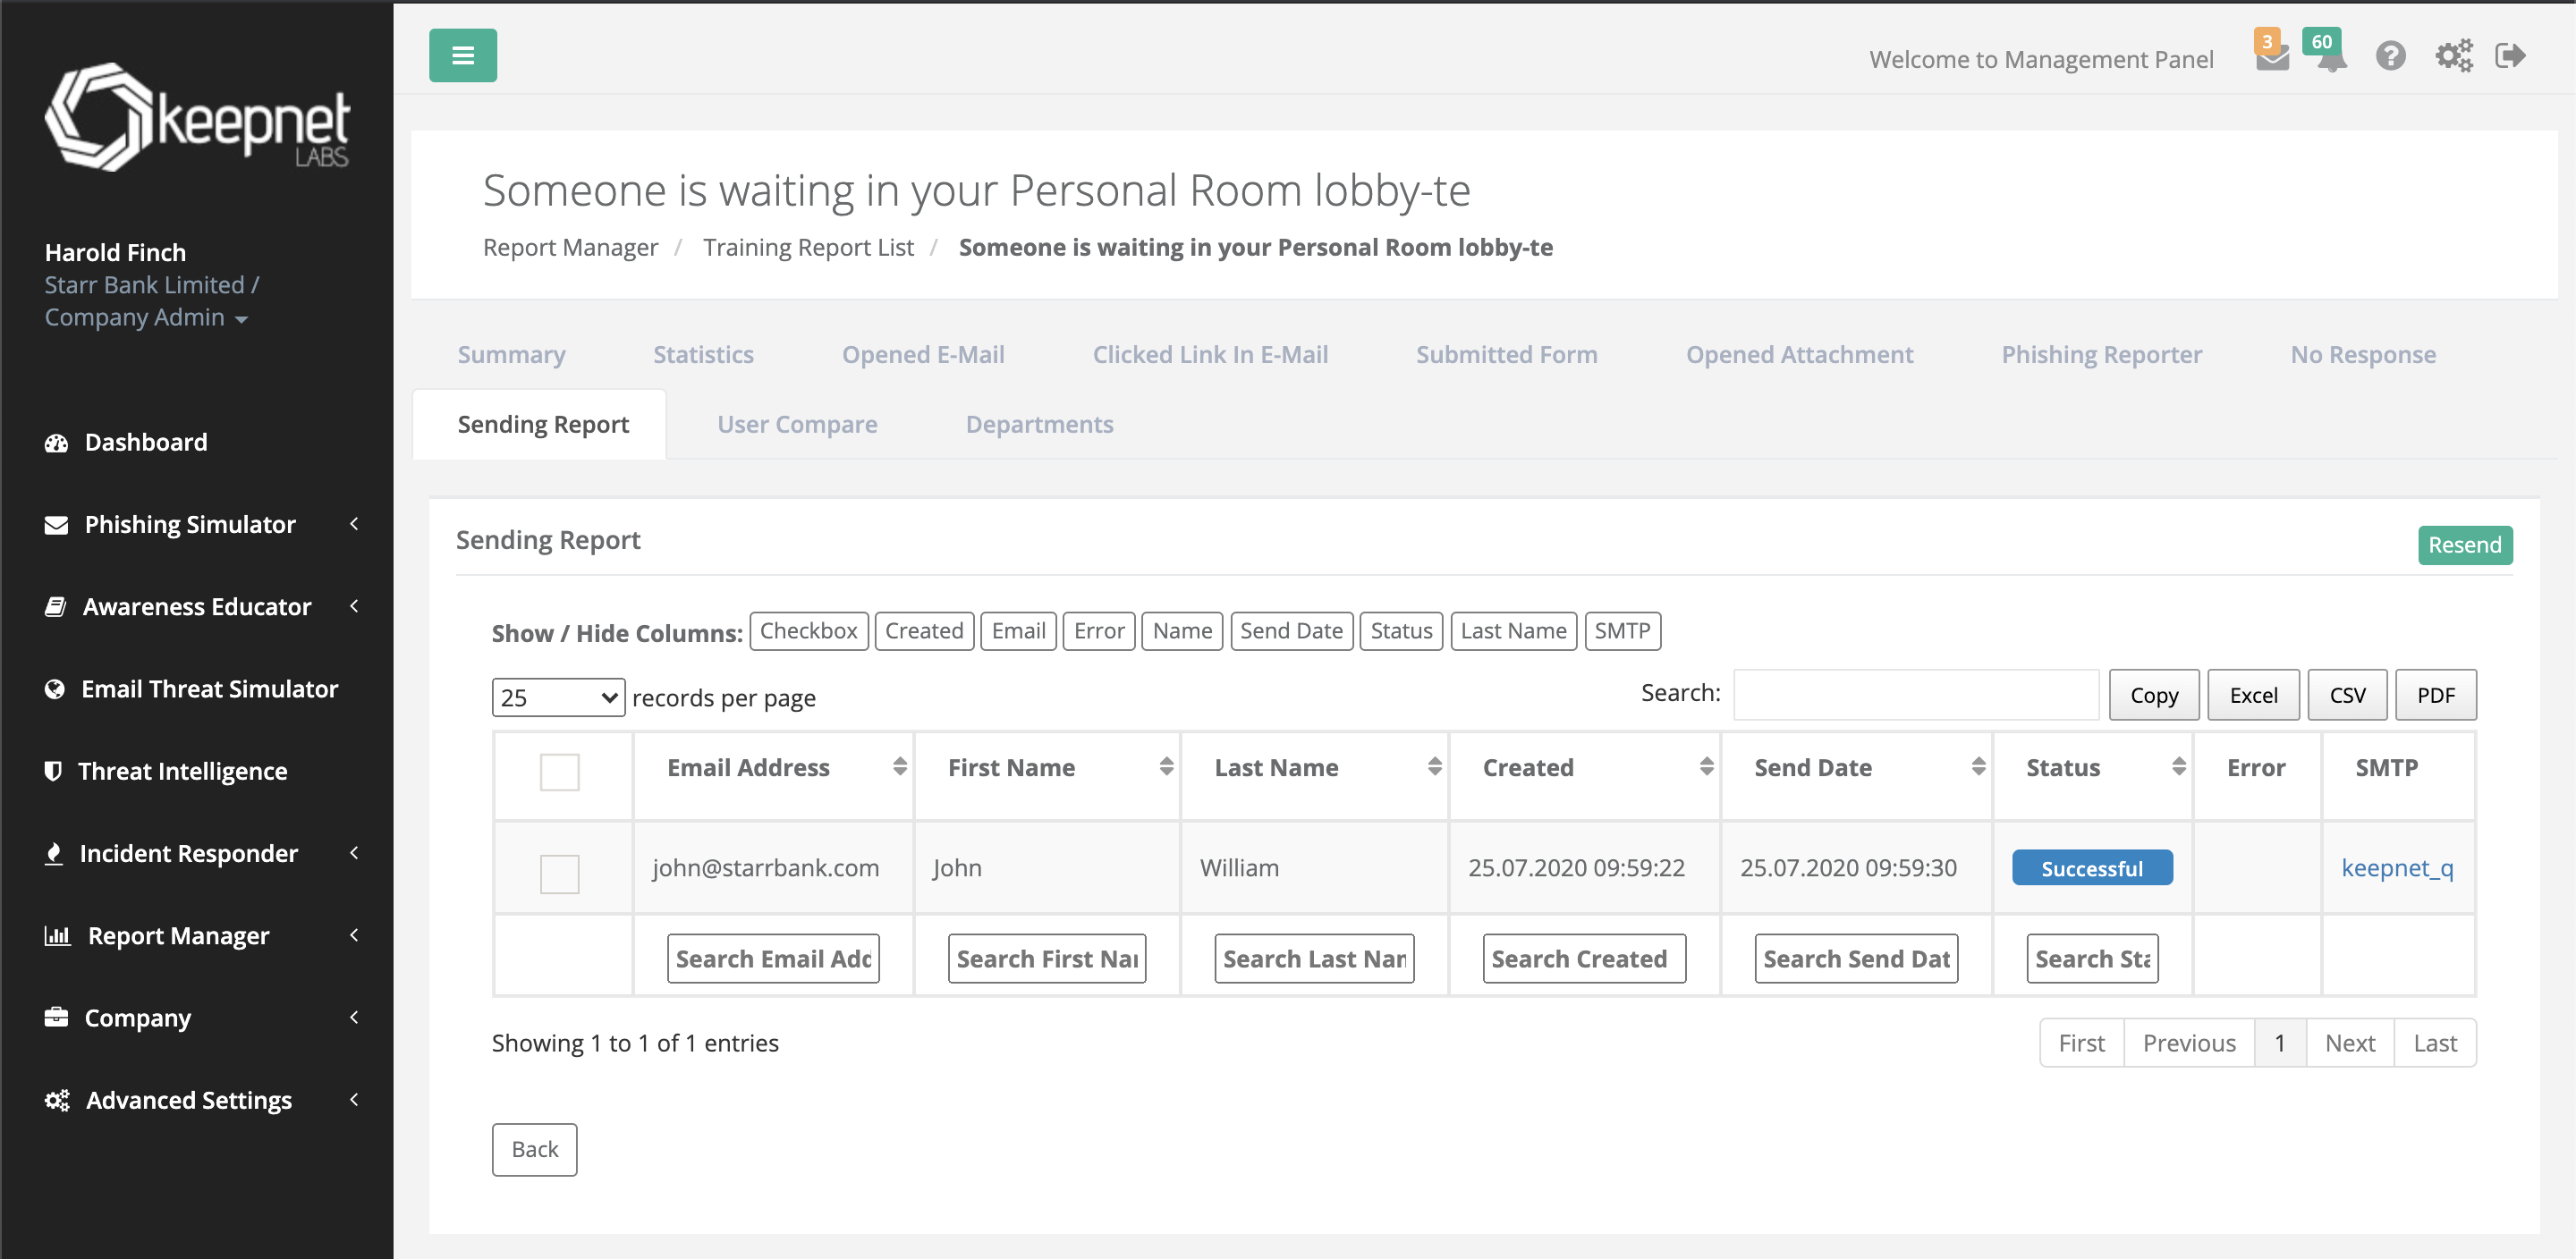 keepnet
LABS
Harold Finch
Starr Bank Limited /
Company Admin
Dashboard
Phishing Simulator
Awareness Educator
Email Threat Simulator
Threat Intelligence
Incident Responder
Report Manager
Company
Advanced Settings
Welcome to Management Panel
3
60
Someone is waiting in your Personal Room lobby-te
Report Manager / Training Report List / Someone is waiting in your Personal Room lobby-te
Summary Statistics Opened E-Mail Clicked Link In E-Mail Submitted Form Opened Attachment Phishing Reporter No Response
Sending Report User Compare Departments
Sending Report
Resend
Show / Hide Columns: Checkbox Created Email Error Name Send Date Status Last Name SMTP
25 records per page
Search: Copy Excel CSV PDF
Email Address First Name Last Name Created Send Date Status Error SMTP
john@starrbank.com John William 25.07.2020 09:59:22 25.07.2020 09:59:30 Successful keepnet_q
Search Email Add Search First Nar Search Last Nar Search Created Search Send Dat Search Sta
Showing 1 to 1 of 1 entries
First Previous 1 Next Last
Back